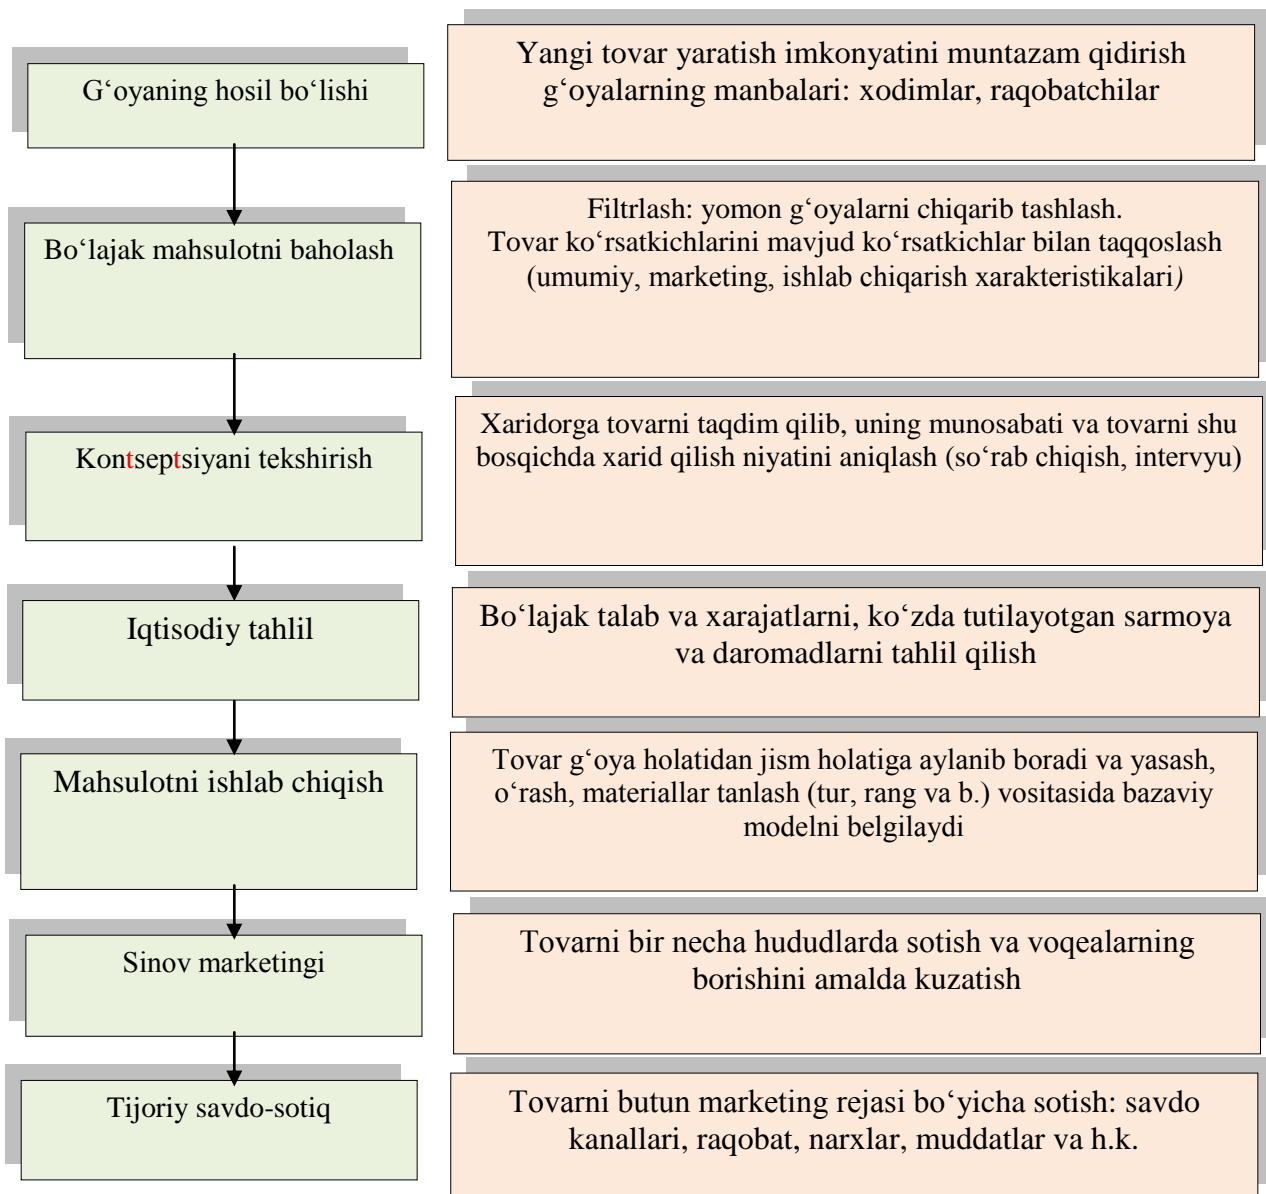 G‘oyaning hosil bo‘lishi
Yangi tovar yaratish imkonyatini muntazam qidirish
g‘oyalarning manbalari: xodimlar, raqobatchilar
Bo‘lajak mahsulotni baholash
Filtrlash: yomon g‘oyalarni chiqarib tashlash.
Tovar ko‘rsatkichlarini mavjud ko‘rsatkichlar bilan taqqoslash
(umumiy, marketing, ishlab chiqarish xarakteristikalari)
Kontseptsiyani tekshirish
Xaridorga tovarni taqdim qilib, uning munosabati va tovarni shu
bosqichda xarid qilish niyatini aniqlash (so‘rab chiqish, intervyu)
Iqtisodiy tahlil
Bo‘lajak talab va xarajatlarni, ko‘zda tutilayotgan sarmoya
va daromadlarni tahlil qilish
Mahsulotni ishlab chiqish
Tovar g‘oya holatidan jism holatiga aylanib boradi va yasash,
o‘rash, materiallar tanlash (tur, rang va b.) vositasida bazaviy
modelni belgilaydi
Sinov marketingi
Tovarni bir necha hududlarda sotish va voqealarning
borishini amalda kuzatish
Tijoriy savdo-sotiq
Tovarni butun marketing rejasi bo‘yicha sotish: savdo
kanallari, raqobat, narxlar, muddatlar va h.k.